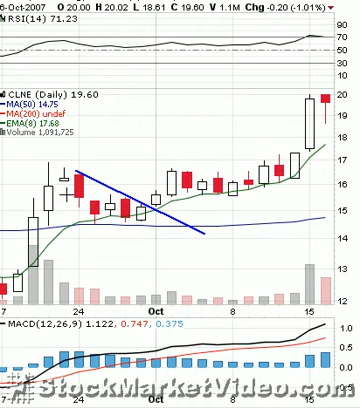 6-Oct-2007 O 20.00 H 20.02 L 18.61 C 19.60 V 1.1M Chg -0.20 (-1.01%)
RSI(14) 71.23
90
70
50
30
10
CLNE (Daily) 19.60
MA(50) 14.75
MA(200) undef
EMA(8) 17.68
Volume 1,091,725
20
19
18
17
16
15
14
13
12
17 24 Oct 8 15
MACD(12,26,9) 1.122, 0.747, 0.375
1.0
0.5
0.0
StockMarketVideo.com